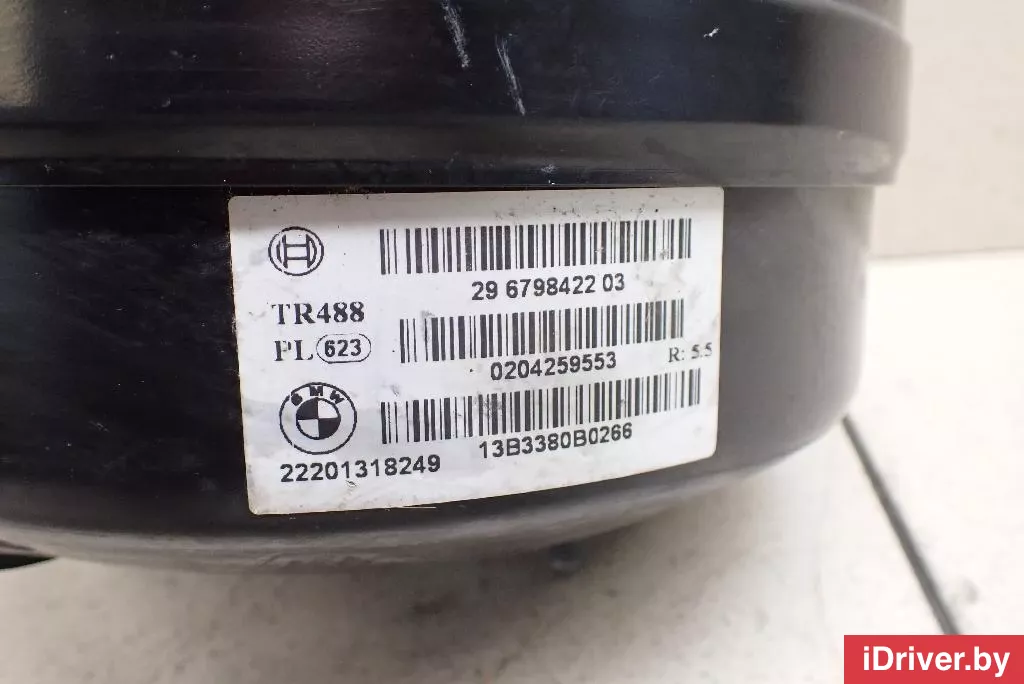 29 6798422 03
TR488
PL 623
0204259553
R: 5.5
BMW
13B3380B0266
22201318249
iDriver.by